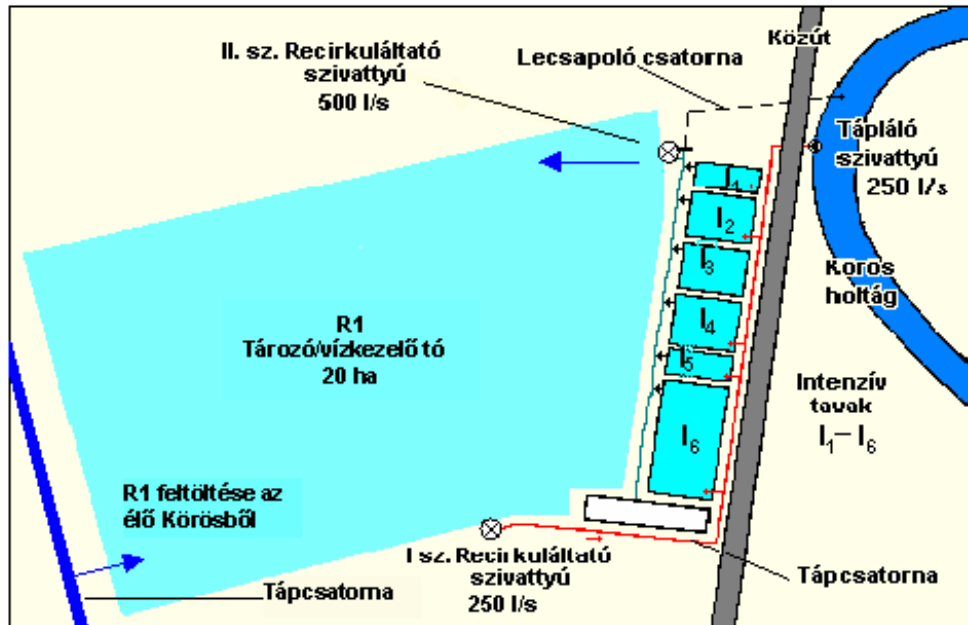 Közút
II. sz. Recirkuláltató
szivattyú
500 l/s
Lecsapoló csatorna
Tápláló
szivattyú
250 l/s
I₁
I₂
I₃
I₄
I₅
I₆
Körös
holtág
R1
Tározó/vízkezelő tó
20 ha
Intenzív
tavak
I₁– I₆
R1 feltöltése az
élő Körösből
I sz. Recirkuláltató
szivattyú
250 l/s
Tápcsatorna
Tápcsatorna